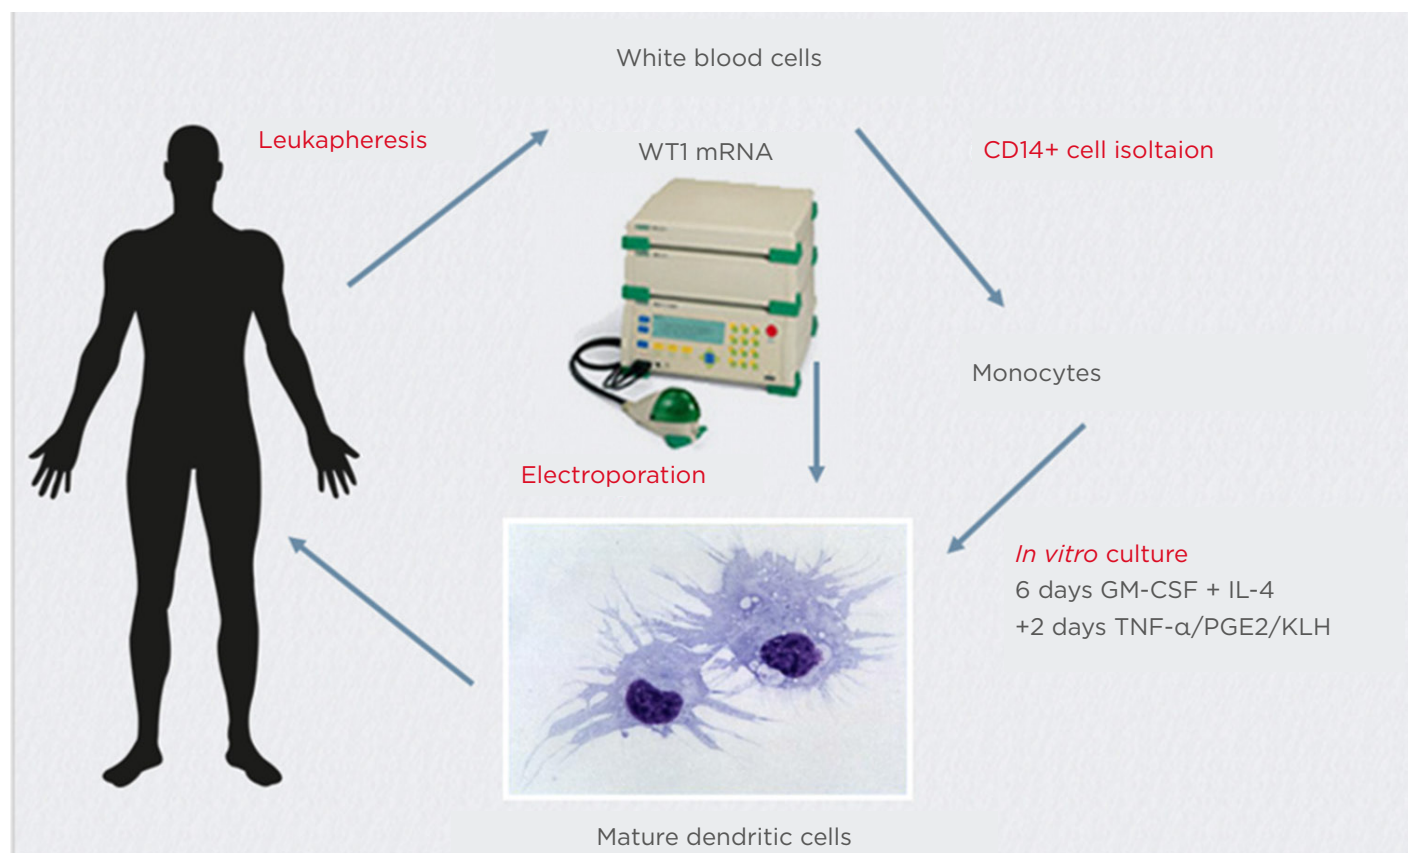 White blood cells
Leukapheresis
WT1 mRNA
CD14+ cell isoltaion
Monocytes
Electroporation
In vitro culture
6 days GM-CSF + IL-4
+2 days TNF-α/PGE2/KLH
Mature dendritic cells